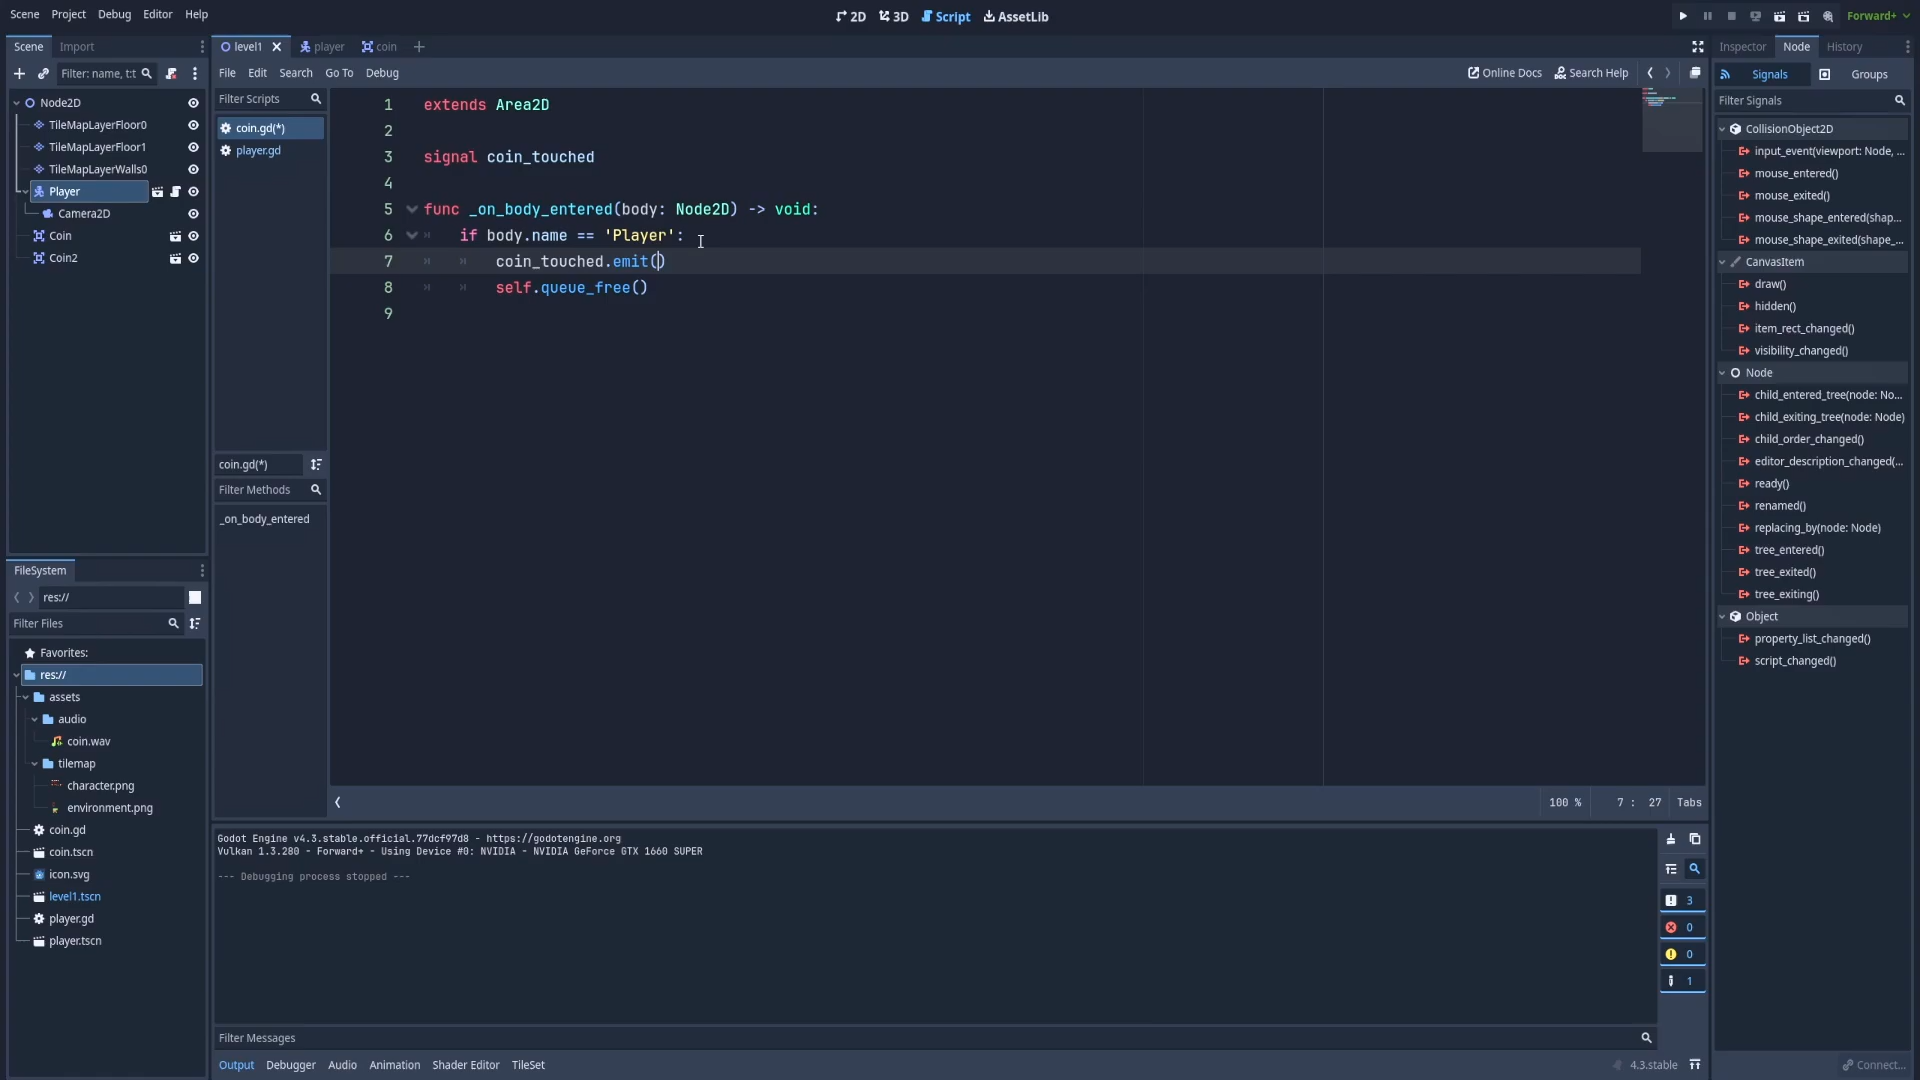 Scene Project Debug Editor Help
2D 3D Script AssetLib
Forward+
Scene Import
level1 player coin
Inspector Node History
Filter: name, t:t
File Edit Search Go To Debug
Online Docs Search Help
Signals Groups
Filter Scripts
Filter Signals
Node2D
TileMapLayerFloor0
TileMapLayerFloor1
TileMapLayerWalls0
Player
Camera2D
Coin
Coin2
coin.gd(*)
player.gd
coin.gd(*)
Filter Methods
_on_body_entered
1 extends Area2D
2
3 signal coin_touched
4
5 func _on_body_entered(body: Node2D) -> void:
6 if body.name == 'Player':
7 coin_touched.emit()
8 self.queue_free()
9
100 % 7 : 27 Tabs
CollisionObject2D
input_event(viewport: Node, ...
mouse_entered()
mouse_exited()
mouse_shape_entered(shap...
mouse_shape_exited(shape_...
CanvasItem
draw()
hidden()
item_rect_changed()
visibility_changed()
Node
child_entered_tree(node: No...
child_exiting_tree(node: Node)
child_order_changed()
editor_description_changed(...
ready()
renamed()
replacing_by(node: Node)
tree_entered()
tree_exited()
tree_exiting()
Object
property_list_changed()
script_changed()
FileSystem
res://
Filter Files
Favorites:
res://
assets
audio
coin.wav
tilemap
character.png
environment.png
coin.gd
coin.tscn
icon.svg
level1.tscn
player.gd
player.tscn
Godot Engine v4.3.stable.official.77dcf97d8 - https://godotengine.org
Vulkan 1.3.280 - Forward+ - Using Device #0: NVIDIA - NVIDIA GeForce GTX 1660 SUPER
--- Debugging process stopped ---
3
0
0
1
Filter Messages
Output Debugger Audio Animation Shader Editor TileSet
4.3.stable
Connect...